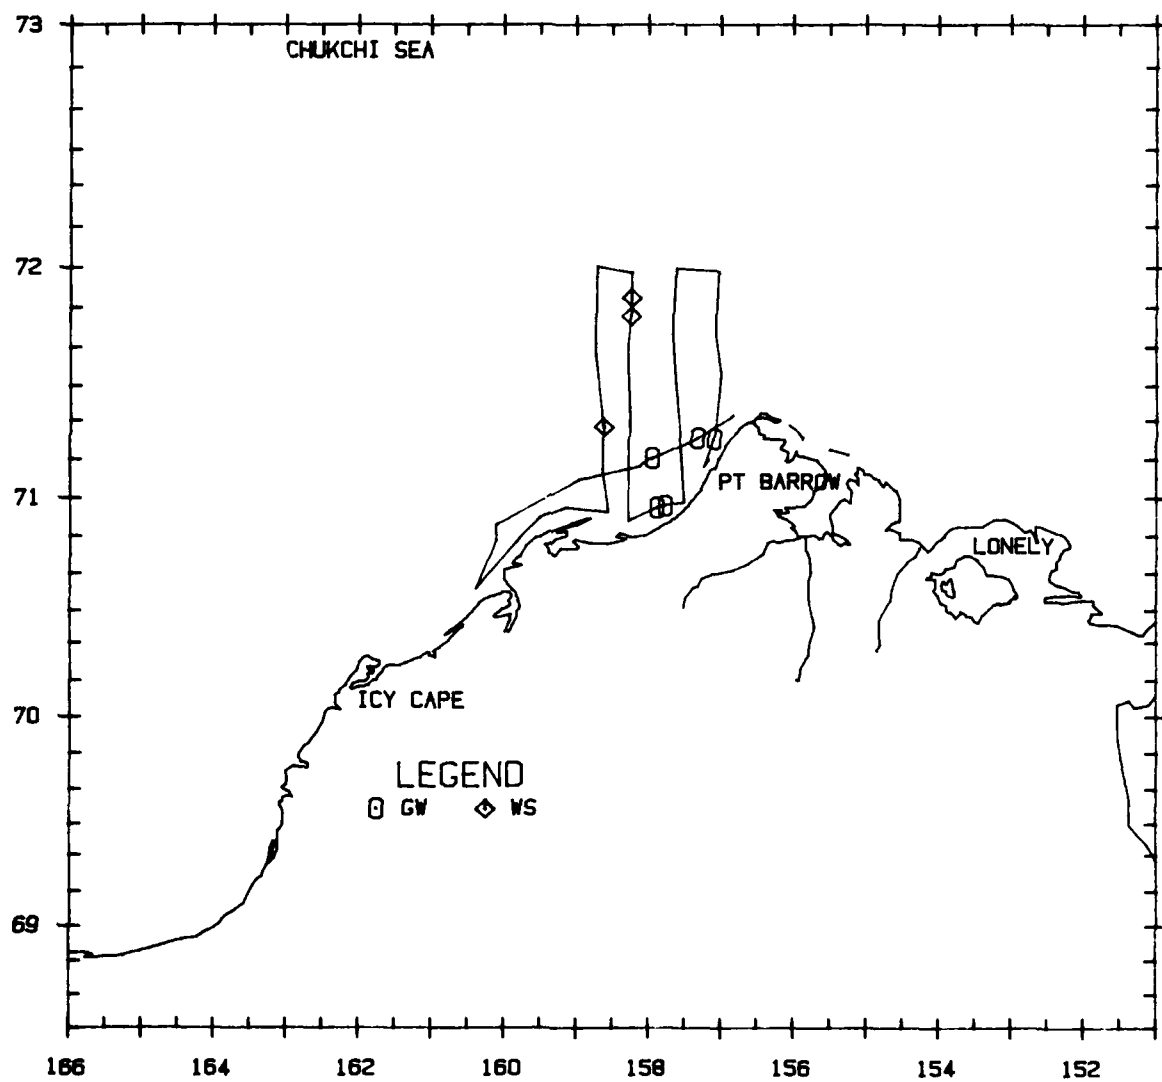 73
CHUKCHI SEA
72
71
PT BARROW
LONELY
70
ICY CAPE
LEGEND
GW WS
69
166 164 162 160 158 156 154 152